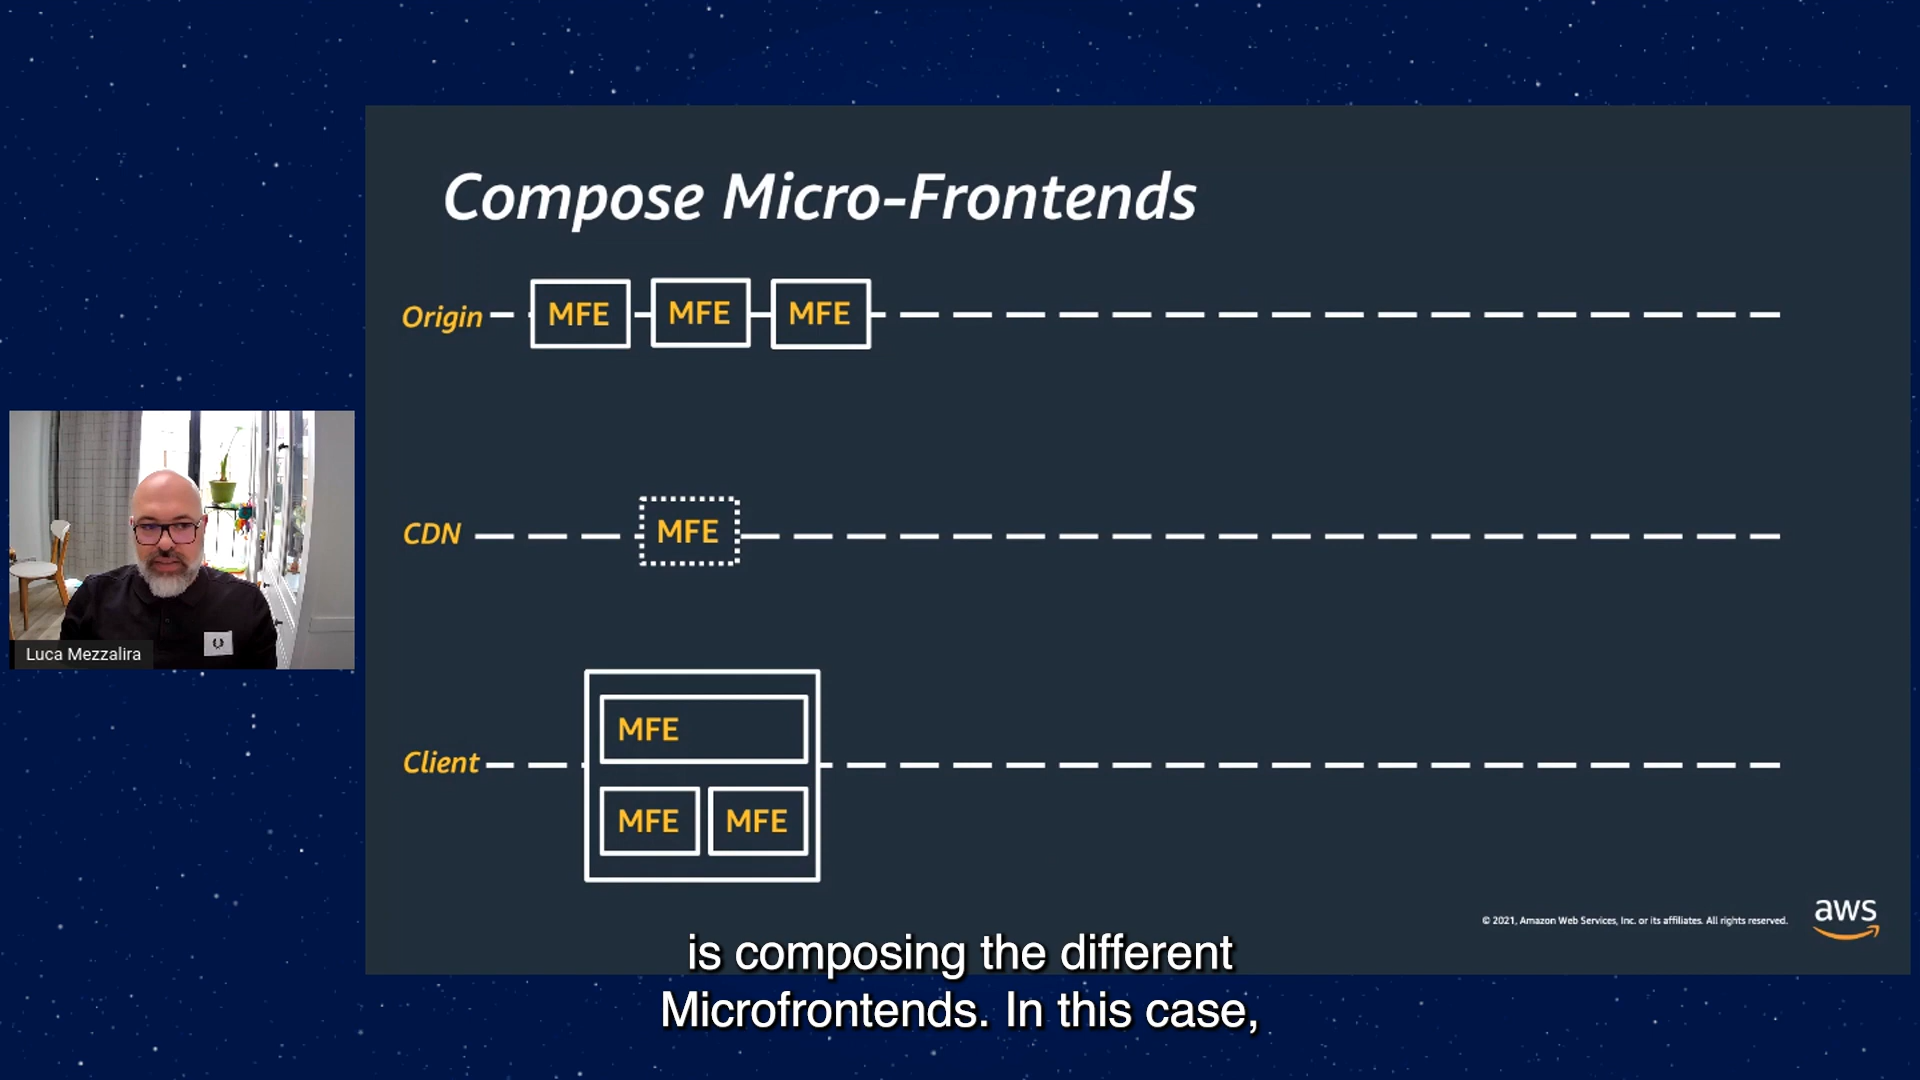 Compose Micro-Frontends
Origin
MFE MFE MFE
CDN
MFE
Client
MFE
MFE MFE
Luca Mezzalira
© 2021, Amazon Web Services, Inc. or its affiliates. All rights reserved.
aws
is composing the different
Microfrontends. In this case,